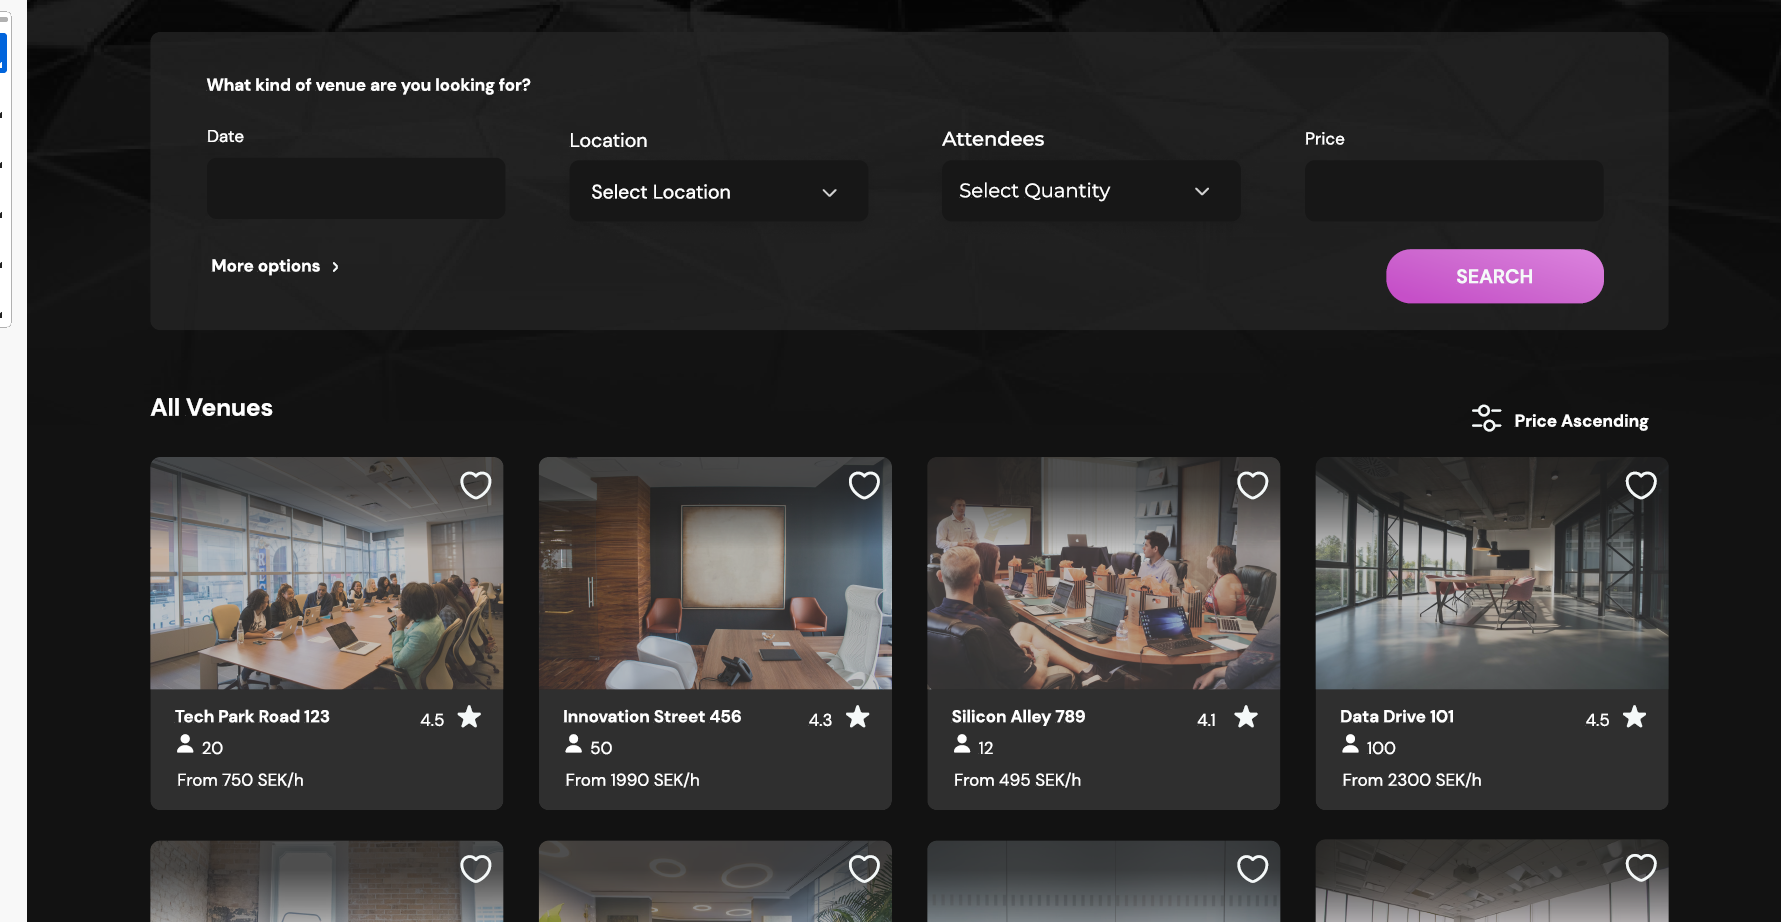 What kind of venue are you looking for?
Date
Location
Attendees
Price
Select Location
Select Quantity
More options
SEARCH
All Venues
Price Ascending
Tech Park Road 123
4.5
20
From 750 SEK/h
Innovation Street 456
4.3
50
From 1990 SEK/h
Silicon Alley 789
4.1
12
From 495 SEK/h
Data Drive 101
4.5
100
From 2300 SEK/h